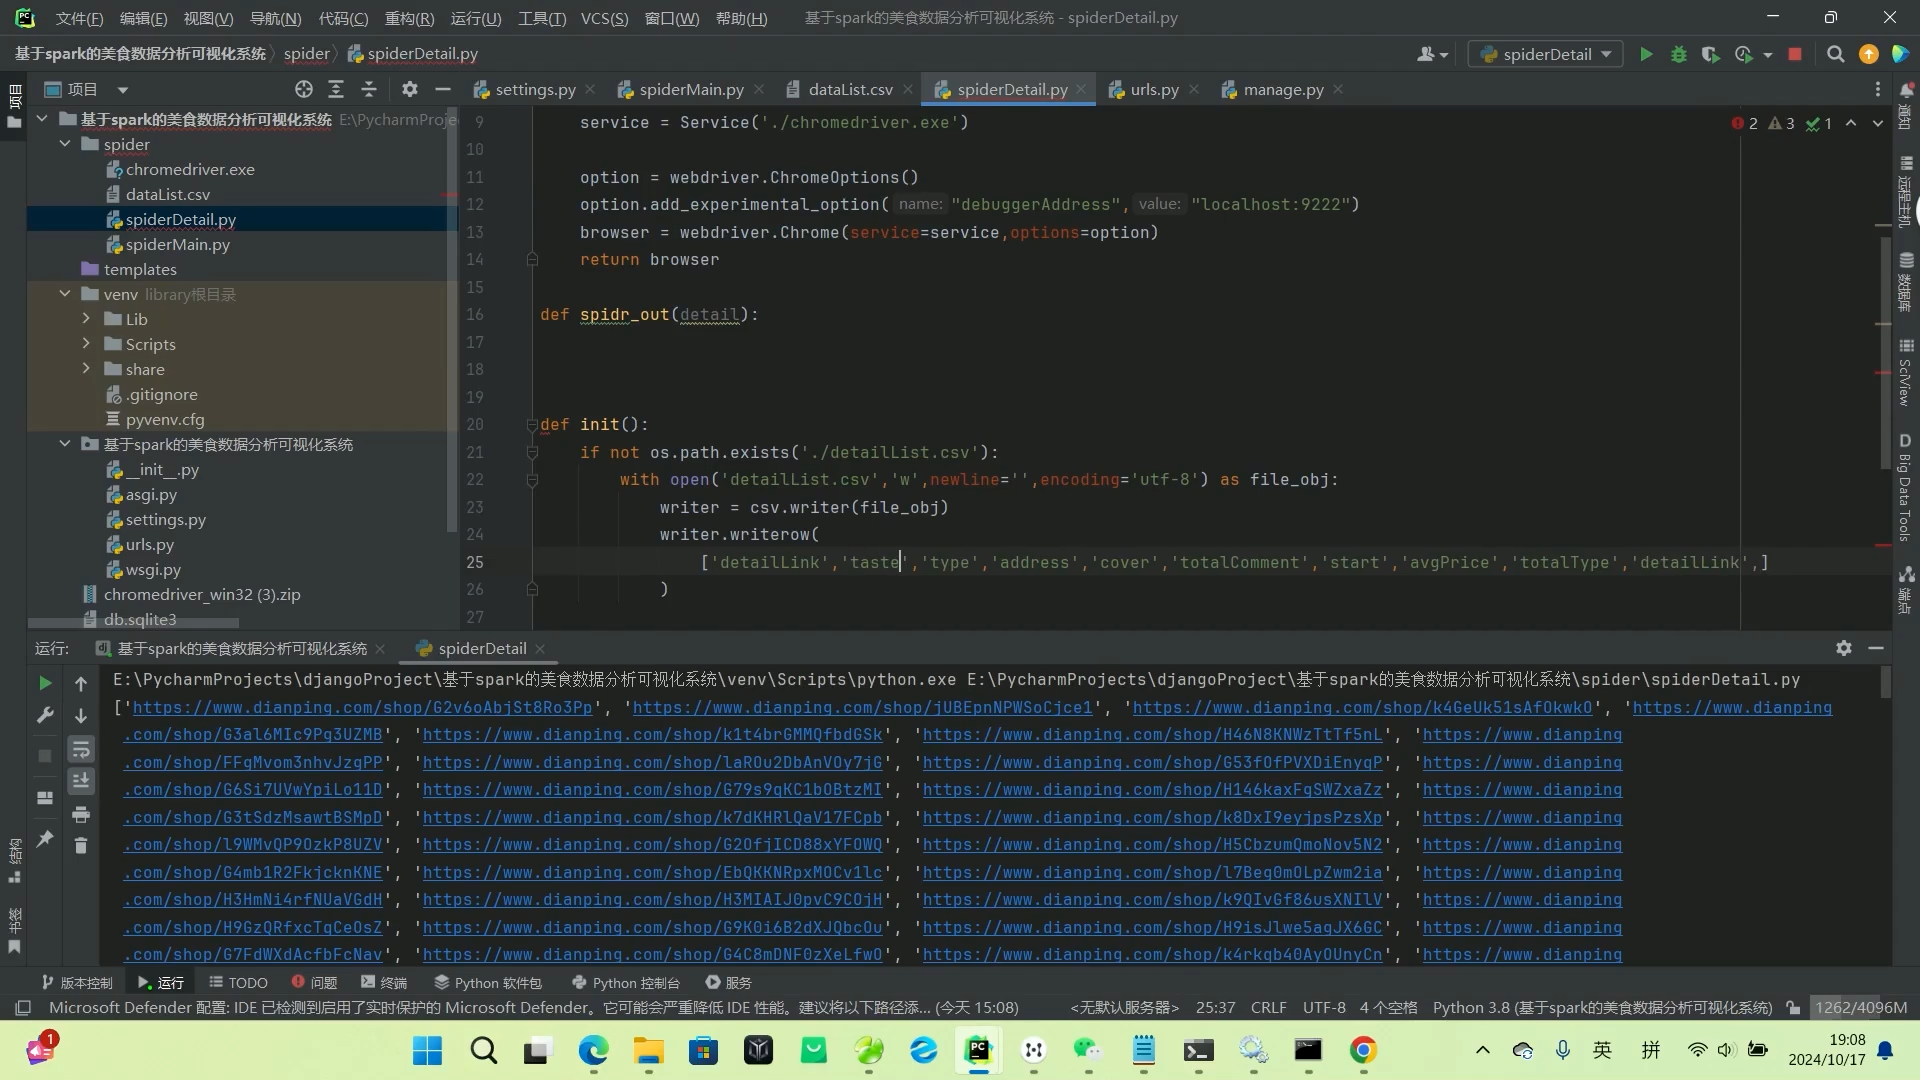 文件(F) 编辑(E) 视图(V) 导航(N) 代码(C) 重构(R) 运行(U) 工具(T) VCS(S) 窗口(W) 帮助(H) 基于spark的美食数据分析可视化系统 - spiderDetail.py
基于spark的美食数据分析可视化系统 spider spiderDetail.py spiderDetail
项目
settings.py spiderMain.py dataList.csv spiderDetail.py urls.py manage.py
基于spark的美食数据分析可视化系统 E:\PycharmProje
spider
chromedriver.exe
dataList.csv
spiderDetail.py
spiderMain.py
templates
venv library根目录
Lib
Scripts
share
.gitignore
pyvenv.cfg
基于spark的美食数据分析可视化系统
__init__.py
asgi.py
settings.py
urls.py
wsgi.py
chromedriver_win32 (3).zip
db.sqlite3
2 3 1
9 service = Service('./chromedriver.exe')
10
11 option = webdriver.ChromeOptions()
12 option.add_experimental_option( name: "debuggerAddress", value: "localhost:9222")
13 browser = webdriver.Chrome(service=service,options=option)
14 return browser
15
16 def spidr_out(detail):
17
18
19
20 def init():
21 if not os.path.exists('./detailList.csv'):
22 with open('detailList.csv','w',newline='',encoding='utf-8') as file_obj:
23 writer = csv.writer(file_obj)
24 writer.writerow(
25 ['detailLink','taste','type','address','cover','totalComment','start','avgPrice','totalType','detailLink',]
26 )
27
项目
结构
书签
通知
远程主机
数据库
SciView
D Big Data Tools
端点
运行: 基于spark的美食数据分析可视化系统 spiderDetail
E:\PycharmProjects\djangoProject\基于spark的美食数据分析可视化系统\venv\Scripts\python.exe E:\PycharmProjects\djangoProject\基于spark的美食数据分析可视化系统\spider\spiderDetail.py
['https://www.dianping.com/shop/G2v6oAbjSt8Ro3Pp', 'https://www.dianping.com/shop/jUBEpnNPWSoCjce1', 'https://www.dianping.com/shop/k4GeUk51sAfOkwkO', 'https://www.dianping
.com/shop/G3al6MIc9Pq3UZMB', 'https://www.dianping.com/shop/k1t4brGMMQfbdGSk', 'https://www.dianping.com/shop/H46N8KNWzTtTf5nL', 'https://www.dianping
.com/shop/FFgMvom3nhvJzgPP', 'https://www.dianping.com/shop/laROu2DbAnVOy7jG', 'https://www.dianping.com/shop/G53fOfPVXDiEnyqP', 'https://www.dianping
.com/shop/G6Si7UVwYpiLo11D', 'https://www.dianping.com/shop/G79s9qKC1bOBtzMI', 'https://www.dianping.com/shop/H146kaxFqSWZxaZz', 'https://www.dianping
.com/shop/G3tSdzMsawtBSMpD', 'https://www.dianping.com/shop/k7dKHRlQaV17FCpb', 'https://www.dianping.com/shop/k8DxI9eyjpsPzsXp', 'https://www.dianping
.com/shop/l9WMvQP9OzkP8UZV', 'https://www.dianping.com/shop/G2OfjICD88xYFOWQ', 'https://www.dianping.com/shop/H5CbzumQmoNov5N2', 'https://www.dianping
.com/shop/G4mb1R2FkjcknKNE', 'https://www.dianping.com/shop/EbQKKNRpxMOCv1lc', 'https://www.dianping.com/shop/l7Beg0mOLpZwm2ia', 'https://www.dianping
.com/shop/H3HmNi4rfNUaVGdH', 'https://www.dianping.com/shop/H3MIAIJ0pvC9COjH', 'https://www.dianping.com/shop/k9QIvGf86usXNIlV', 'https://www.dianping
.com/shop/H9GzQRfxcTqCeOsZ', 'https://www.dianping.com/shop/G9K0i6B2dXJQbcOu', 'https://www.dianping.com/shop/H9isJlwe5agJX6GC', 'https://www.dianping
.com/shop/G7FdWXdAcfbFcNav', 'https://www.dianping.com/shop/G4C8mDNF0zXeLfwO', 'https://www.dianping.com/shop/k4rkgb40AyOUnyCn', 'https://www.dianping
版本控制 运行 TODO 问题 终端 Python 软件包 Python 控制台 服务
Microsoft Defender 配置: IDE 已检测到启用了实时保护的 Microsoft Defender。它可能会严重降低 IDE 性能。建议将以下路径添... (今天 15:08) <无默认服务器> 25:37 CRLF UTF-8 4 个空格 Python 3.8 (基于spark的美食数据分析可视化系统) 1262/4096M
1 PC 英 拼 19:08
2024/10/17